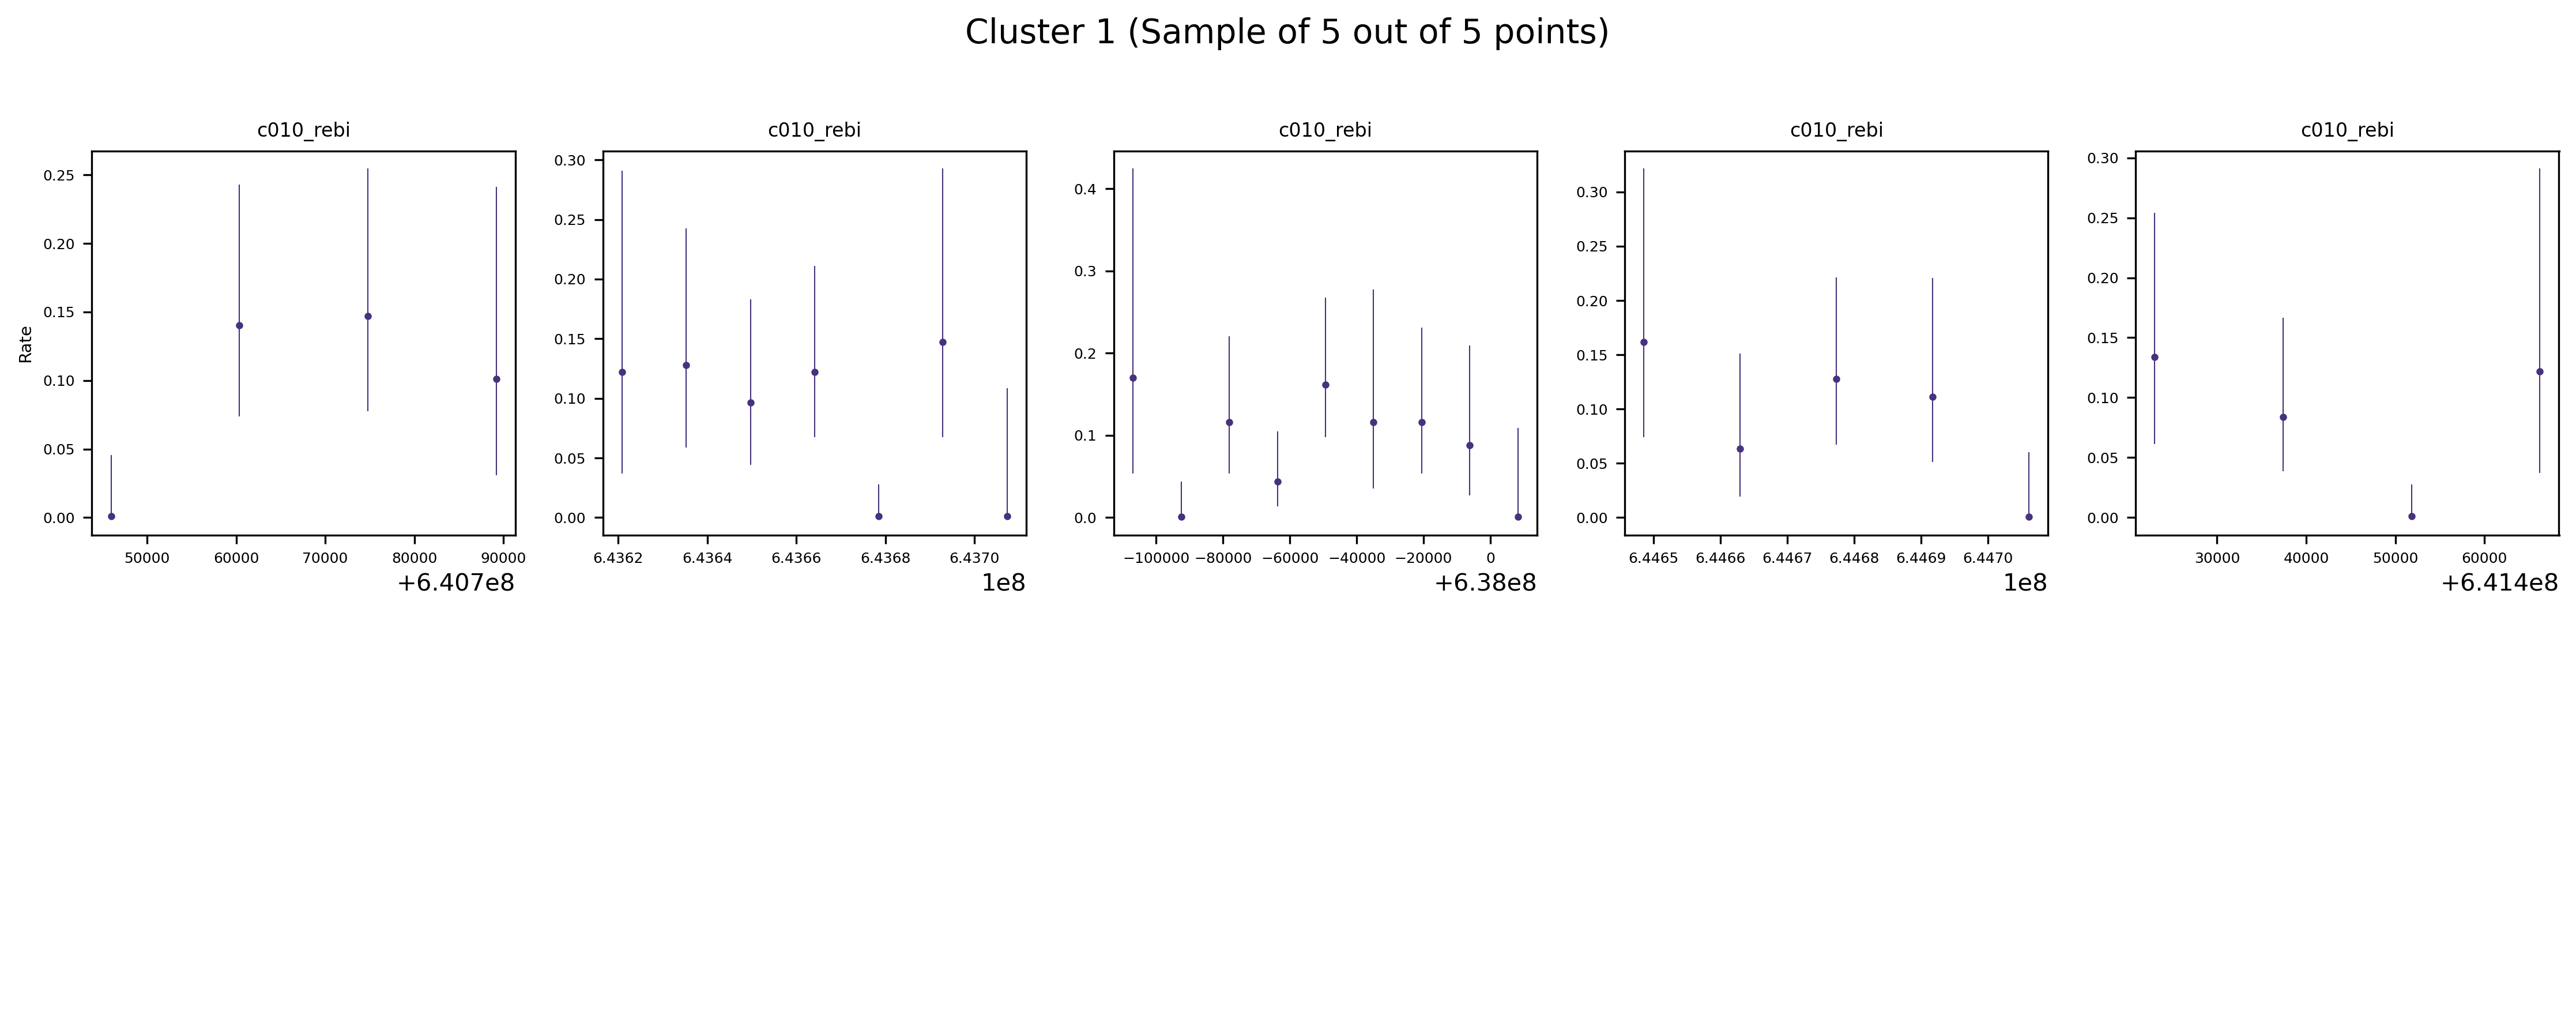 Cluster 1 (Sample of 5 out of 5 points)
c010_rebi
Rate
0.25
0.20
0.15
0.10
0.05
0.00
50000 60000 70000 80000 90000
+6.407e8
c010_rebi
0.30
0.25
0.20
0.15
0.10
0.05
0.00
6.4362 6.4364 6.4366 6.4368 6.4370
1e8
c010_rebi
0.4
0.3
0.2
0.1
0.0
−100000 −80000 −60000 −40000 −20000 0
+6.38e8
c010_rebi
0.30
0.25
0.20
0.15
0.10
0.05
0.00
6.4465 6.4466 6.4467 6.4468 6.4469 6.4470
1e8
c010_rebi
0.30
0.25
0.20
0.15
0.10
0.05
0.00
30000 40000 50000 60000
+6.414e8